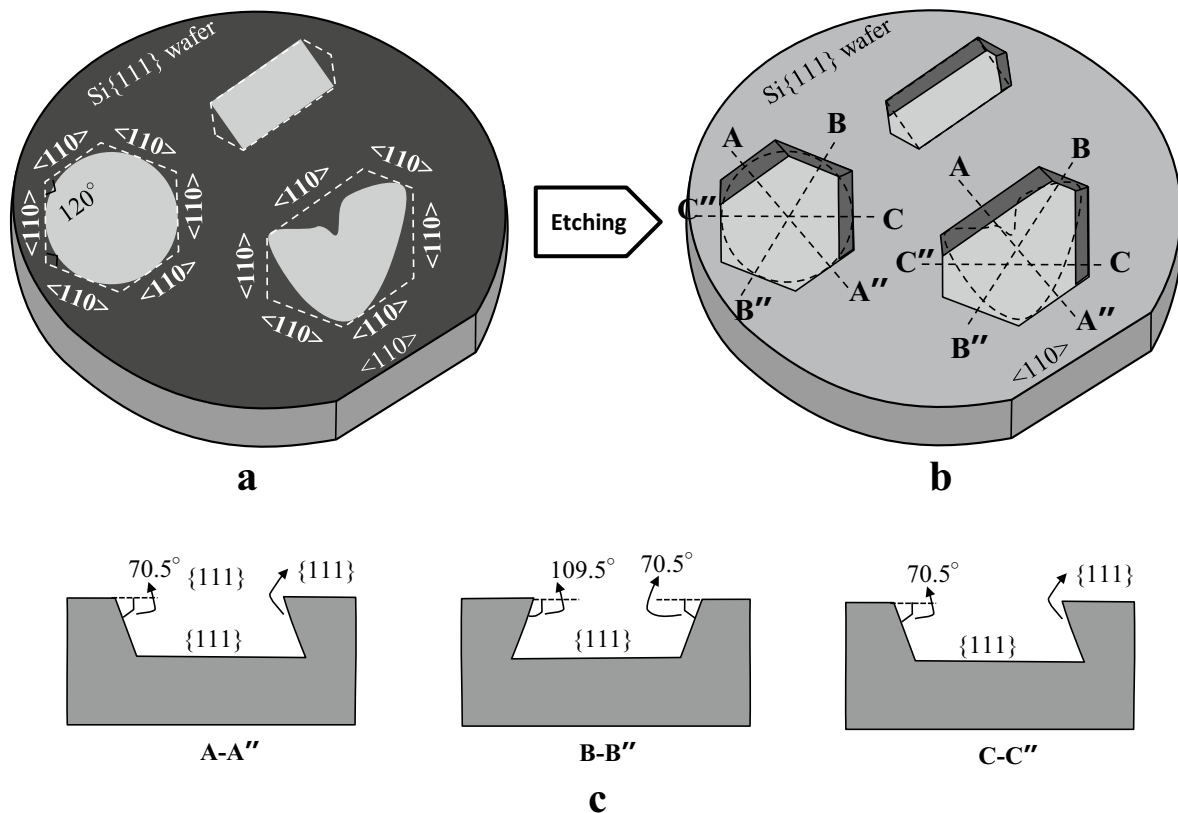 Si{111} wafer
<110>
<110>
<110>
<110>
120°
<110>
<110>
<110>
<110>
<110>
<110>
<110>
<110>
<110>
<110>
a
Etching
Si{111} wafer
A
B
C″
C
B″
A″
A
B
C″
C
B″
A″
<110>
b
70.5°
{111}
{111}
{111}
A-A″
109.5°
70.5°
{111}
B-B″
70.5°
{111}
{111}
C-C″
c